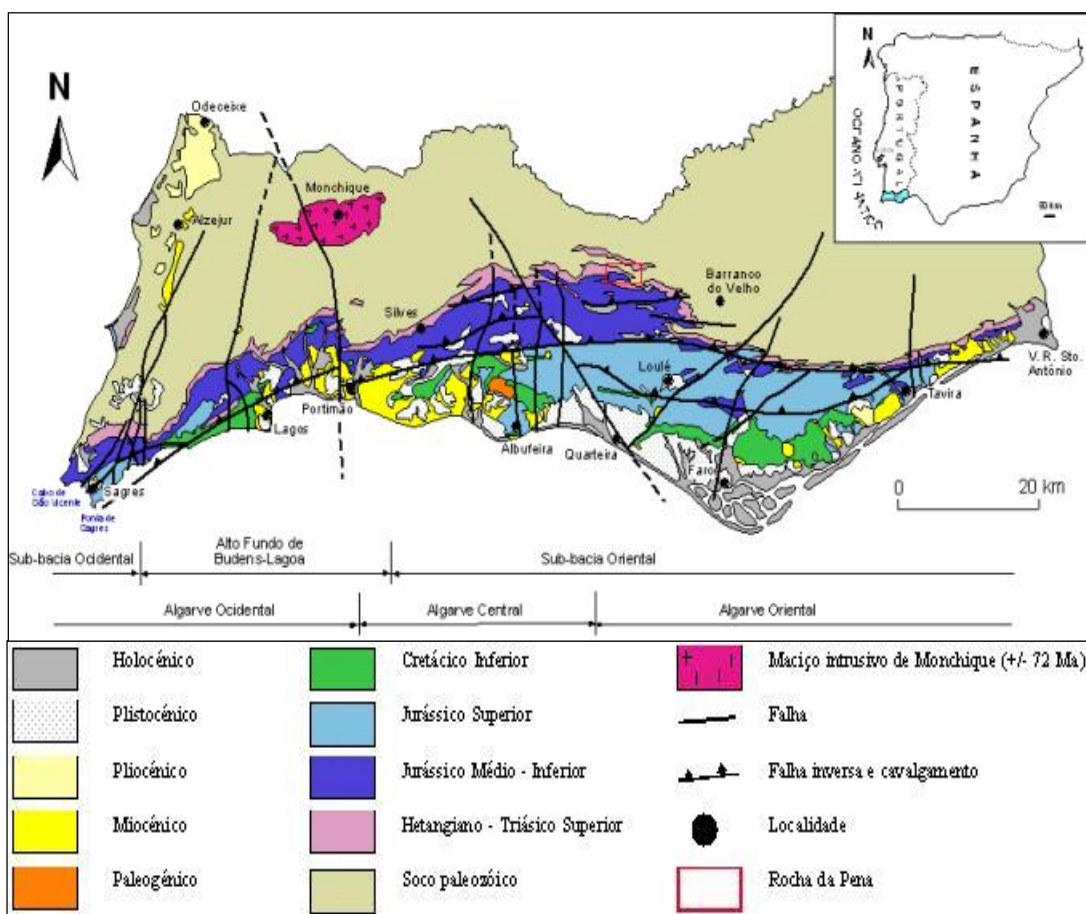 N
Odeceixe
Monchique
Alzejur
Barranco
do Velho
Silves
V. R. Sto.
António
Loulé
Tavira
Portimão
Lagos
Albufeira
Quarteira
Faro
Sagres
Cabo de
São Vicente
Ponta de
Sagres
0 20 km
N
PORTUGAL
ESPANHA
OCEANO ATLÂNTICO
Sub-bacia Ocidental
Alto Fundo de
Budens-Lagoa
Sub-bacia Oriental
Algarve Ocidental
Algarve Central
Algarve Oriental
Holocénico
Plistocénico
Pliocénico
Miocénico
Paleogénico
Cretácico Inferior
Jurássico Superior
Jurássico Médio - Inferior
Hetangiano - Triásico Superior
Soco paleozóico
Maciço intrusivo de Monchique (+/- 72 Ma)
Falha
Falha inversa e cavalgamento
Localidade
Rocha da Pena